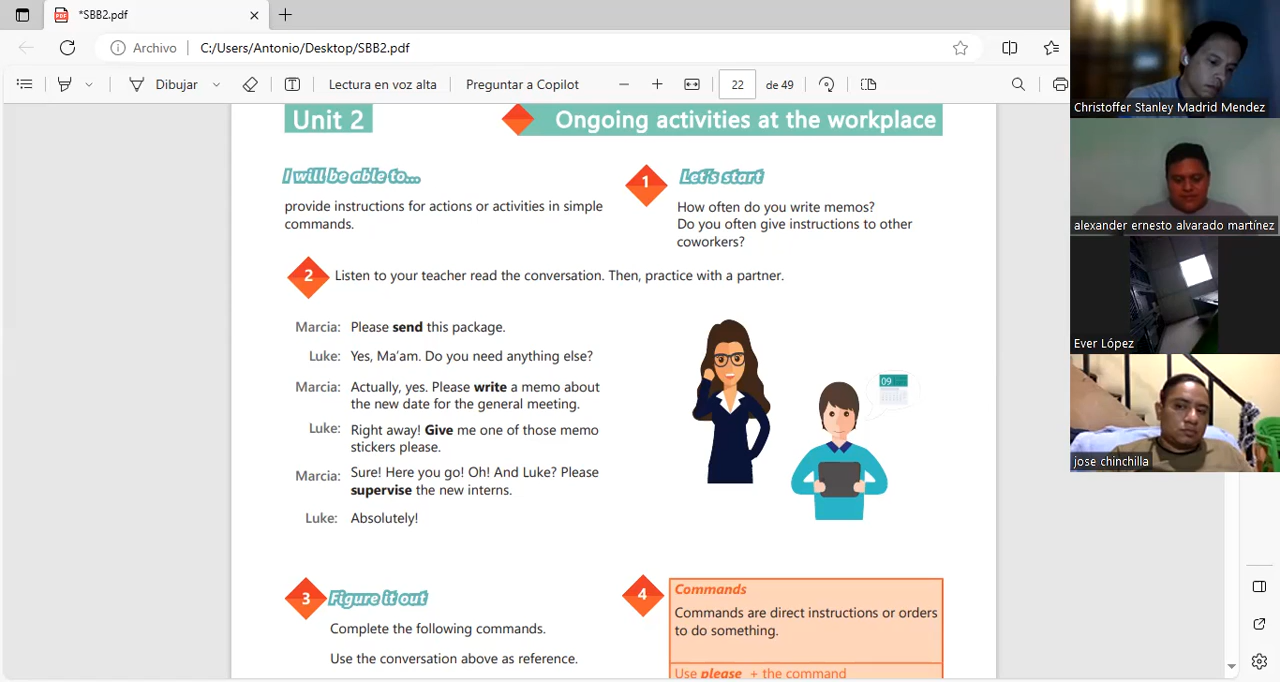 *SBB2.pdf
Archivo
C:/Users/Antonio/Desktop/SBB2.pdf
Dibujar
Lectura en voz alta
Preguntar a Copilot
22
de 49
Unit 2
Ongoing activities at the workplace
I will be able to...
provide instructions for actions or activities in simple
commands.
1
Let's start
How often do you write memos?
Do you often give instructions to other
coworkers?
2
Listen to your teacher read the conversation. Then, practice with a partner.
Marcia: Please send this package.
Luke: Yes, Ma'am. Do you need anything else?
Marcia: Actually, yes. Please write a memo about
the new date for the general meeting.
Luke: Right away! Give me one of those memo
stickers please.
Marcia: Sure! Here you go! Oh! And Luke? Please
supervise the new interns.
Luke: Absolutely!
09
3
Figure it out
Complete the following commands.
Use the conversation above as reference.
4
Commands
Commands are direct instructions or orders
to do something.
Use please + the command
Christoffer Stanley Madrid Mendez
alexander ernesto alvarado martínez
Ever López
jose chinchilla